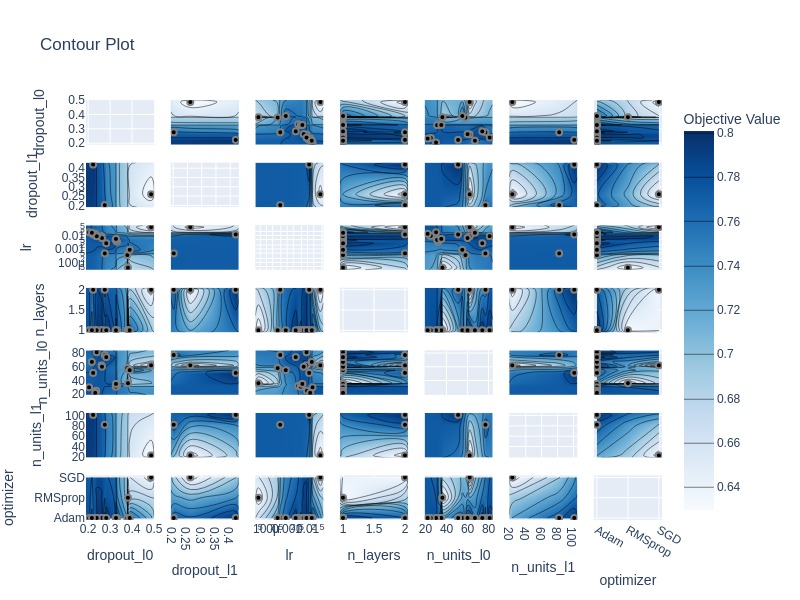 Contour Plot
Objective Value
0.8
0.78
0.76
0.74
0.72
0.7
0.68
0.66
0.64
dropout_l0
0.5
0.4
0.3
0.2
dropout_l1
0.4
0.35
0.3
0.25
0.2
lr
0.01
0.001
n_layers
2
1.5
1
n_units_l0
80
60
40
20
n_units_l1
100
80
60
40
20
optimizer
SGD
RMSprop
Adam
0.2 0.3 0.4 0.5
dropout_l0
0.2 0.25 0.3 0.35 0.4
dropout_l1
lr
1 1.5 2
n_layers
20 40 60 80
n_units_l0
20 40 60 80 100
n_units_l1
Adam RMSprop SGD
optimizer